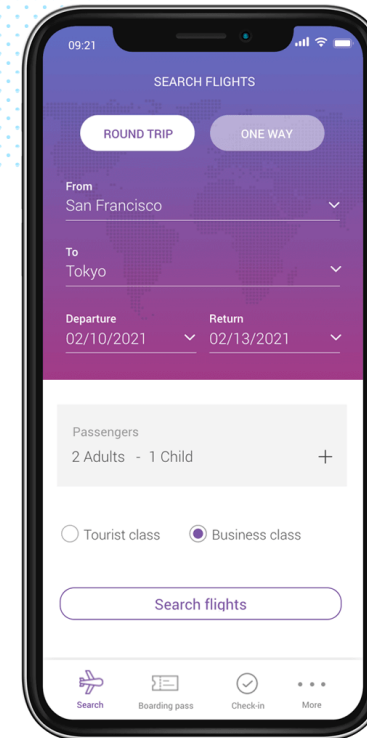 09:21
SEARCH FLIGHTS
ROUND TRIP ONE WAY
From
San Francisco
To
Tokyo
Departure Return
02/10/2021 02/13/2021
Passengers
2 Adults - 1 Child
Tourist class Business class
Search flights
Search Boarding pass Check-in More